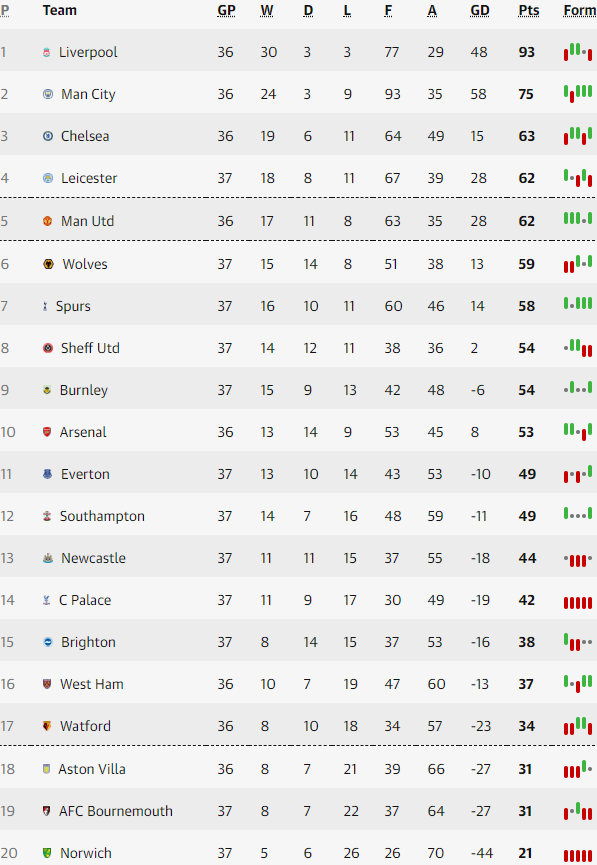 P Team GP W D L F A GD Pts Form
1 Liverpool 36 30 3 3 77 29 48 93
2 Man City 36 24 3 9 93 35 58 75
3 Chelsea 36 19 6 11 64 49 15 63
4 Leicester 37 18 8 11 67 39 28 62
5 Man Utd 36 17 11 8 63 35 28 62
6 Wolves 37 15 14 8 51 38 13 59
7 Spurs 37 16 10 11 60 46 14 58
8 Sheff Utd 37 14 12 11 38 36 2 54
9 Burnley 37 15 9 13 42 48 -6 54
10 Arsenal 36 13 14 9 53 45 8 53
11 Everton 37 13 10 14 43 53 -10 49
12 Southampton 37 14 7 16 48 59 -11 49
13 Newcastle 37 11 11 15 37 55 -18 44
14 C Palace 37 11 9 17 30 49 -19 42
15 Brighton 37 8 14 15 37 53 -16 38
16 West Ham 36 10 7 19 47 60 -13 37
17 Watford 36 8 10 18 34 57 -23 34
18 Aston Villa 36 8 7 21 39 66 -27 31
19 AFC Bournemouth 37 8 7 22 37 64 -27 31
20 Norwich 37 5 6 26 26 70 -44 21